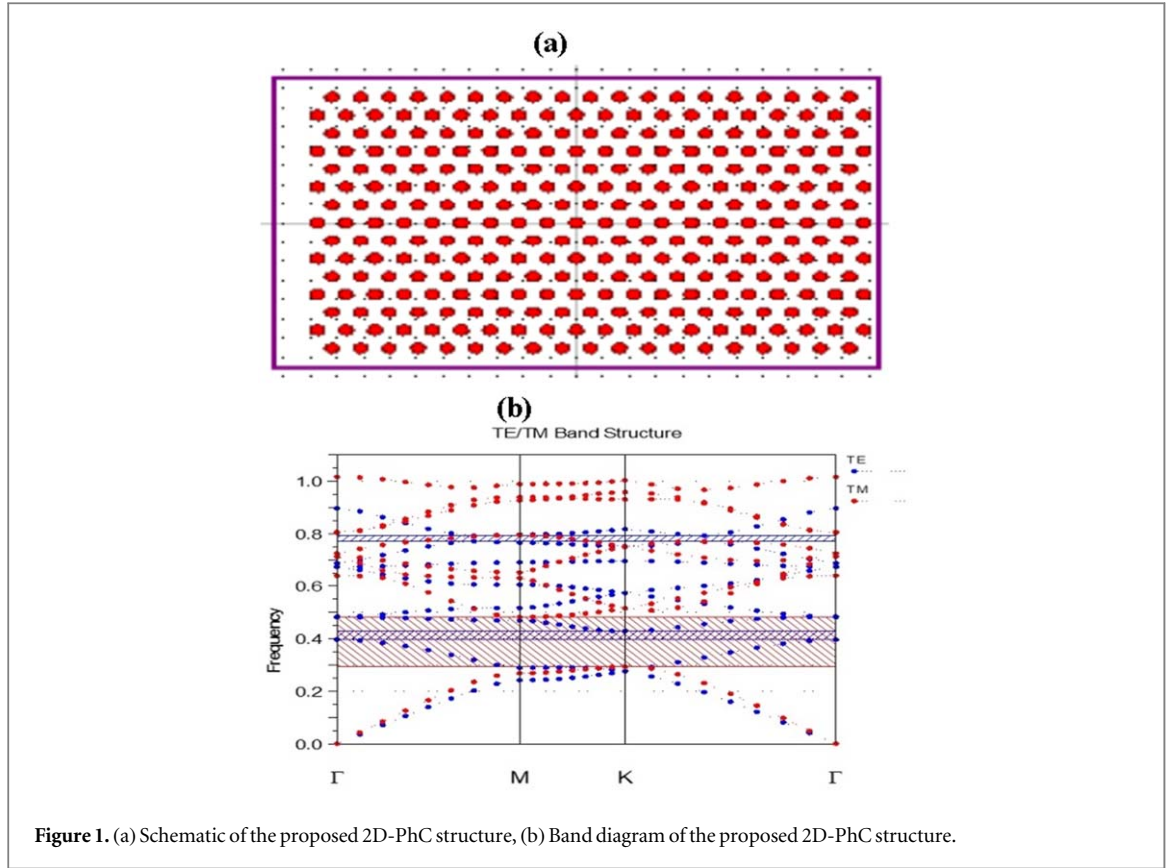 (a)
(b)
TE/TM Band Structure
TE
TM
1.0
0.8
0.6
0.4
0.2
0.0
Frequency
Γ M K Γ
Figure 1. (a) Schematic of the proposed 2D-PhC structure, (b) Band diagram of the proposed 2D-PhC structure.